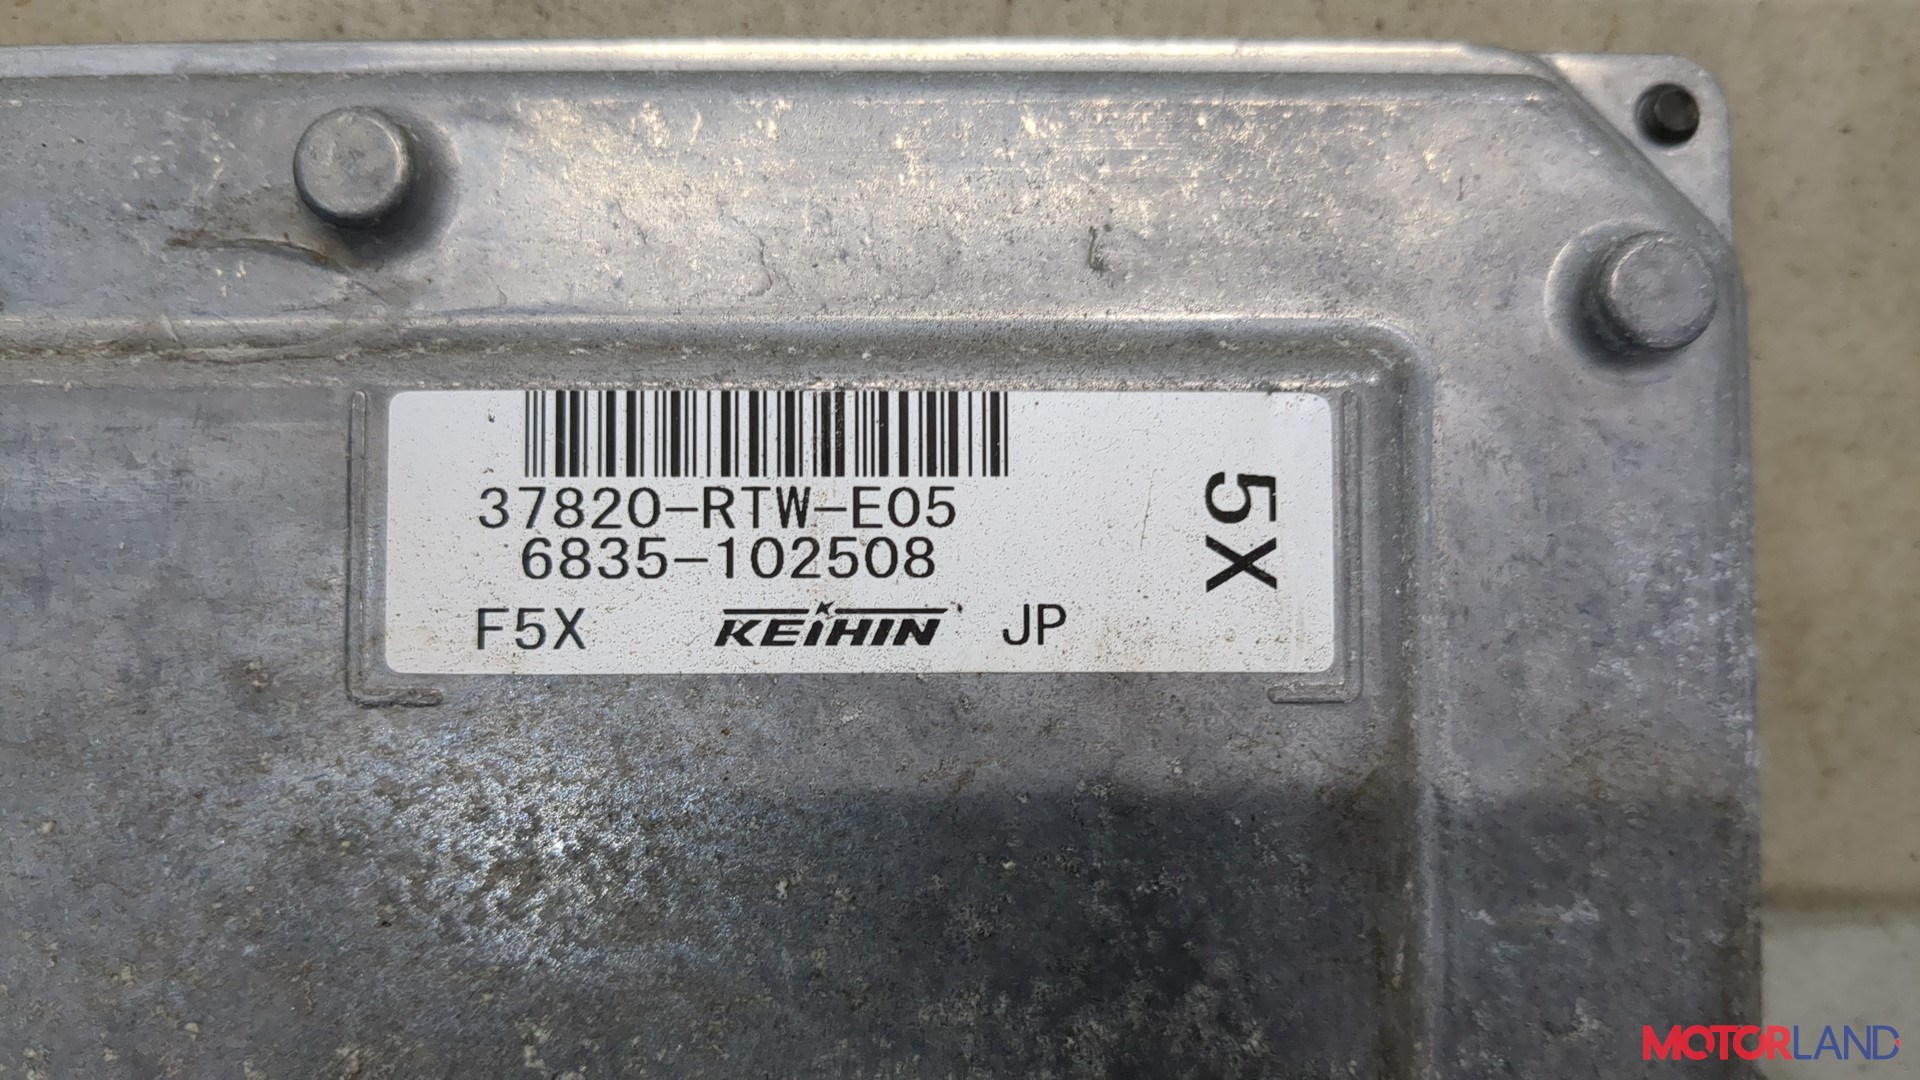 37820-RTW-E05
6835-102508
F5X KEIHIN JP
5X
MOTORLAND